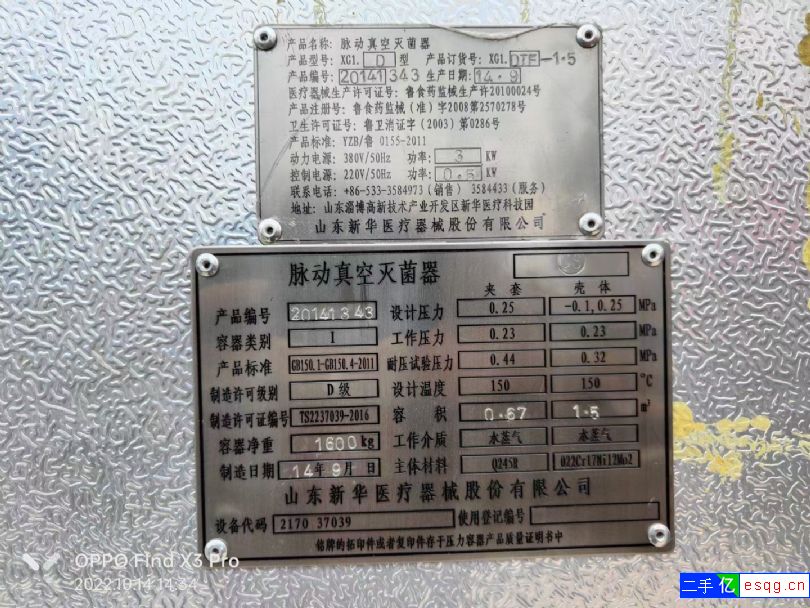 产品名称: 脉动真空灭菌器
产品型号: XG1. D 型 产品订货号: XG1. DTE-1.5
产品编号: 20141343 生产日期: 14.9
医疗器械生产许可证号: 鲁食药监械生产许20100024号
产品注册号: 鲁食药监械(准)字2008第2570278号
卫生许可证号: 鲁卫消证字(2003)第0286号
产品标准: YZB/鲁 0155-2011
动力电源: 380V/50Hz 功率: 3 KW
控制电源: 220V/50Hz 功率: 0.5 KW
联系电话: +86-533-3584973(销售) 3584433(服务)
地址: 山东淄博高新技术产业开发区新华医疗科技园
山东新华医疗器械股份有限公司
脉动真空灭菌器
夹套 壳体
产品编号 20141343 设计压力 0.25 -0.1,0.25 MPa
容器类别 I 工作压力 0.23 0.23 MPa
产品标准 GB150.1-GB150.4-2011 耐压试验压力 0.44 0.32 MPa
制造许可级别 D级 设计温度 150 150 °C
制造许可证编号 TS2237039-2016 容积 0.67 1.5 m³
容器净重 1600kg 工作介质 水蒸气 水蒸气
制造日期 14年9月 日 主体材料 Q245R 022Cr17Ni12Mo2
山东新华医疗器械股份有限公司
设备代码 2170 37039 使用登记编号
铭牌的拓印件或者复印件存于压力容器产品质量证明书中
OPPO Find X3 Pro
2022.10.14 14:34
二手亿 esqg.cn